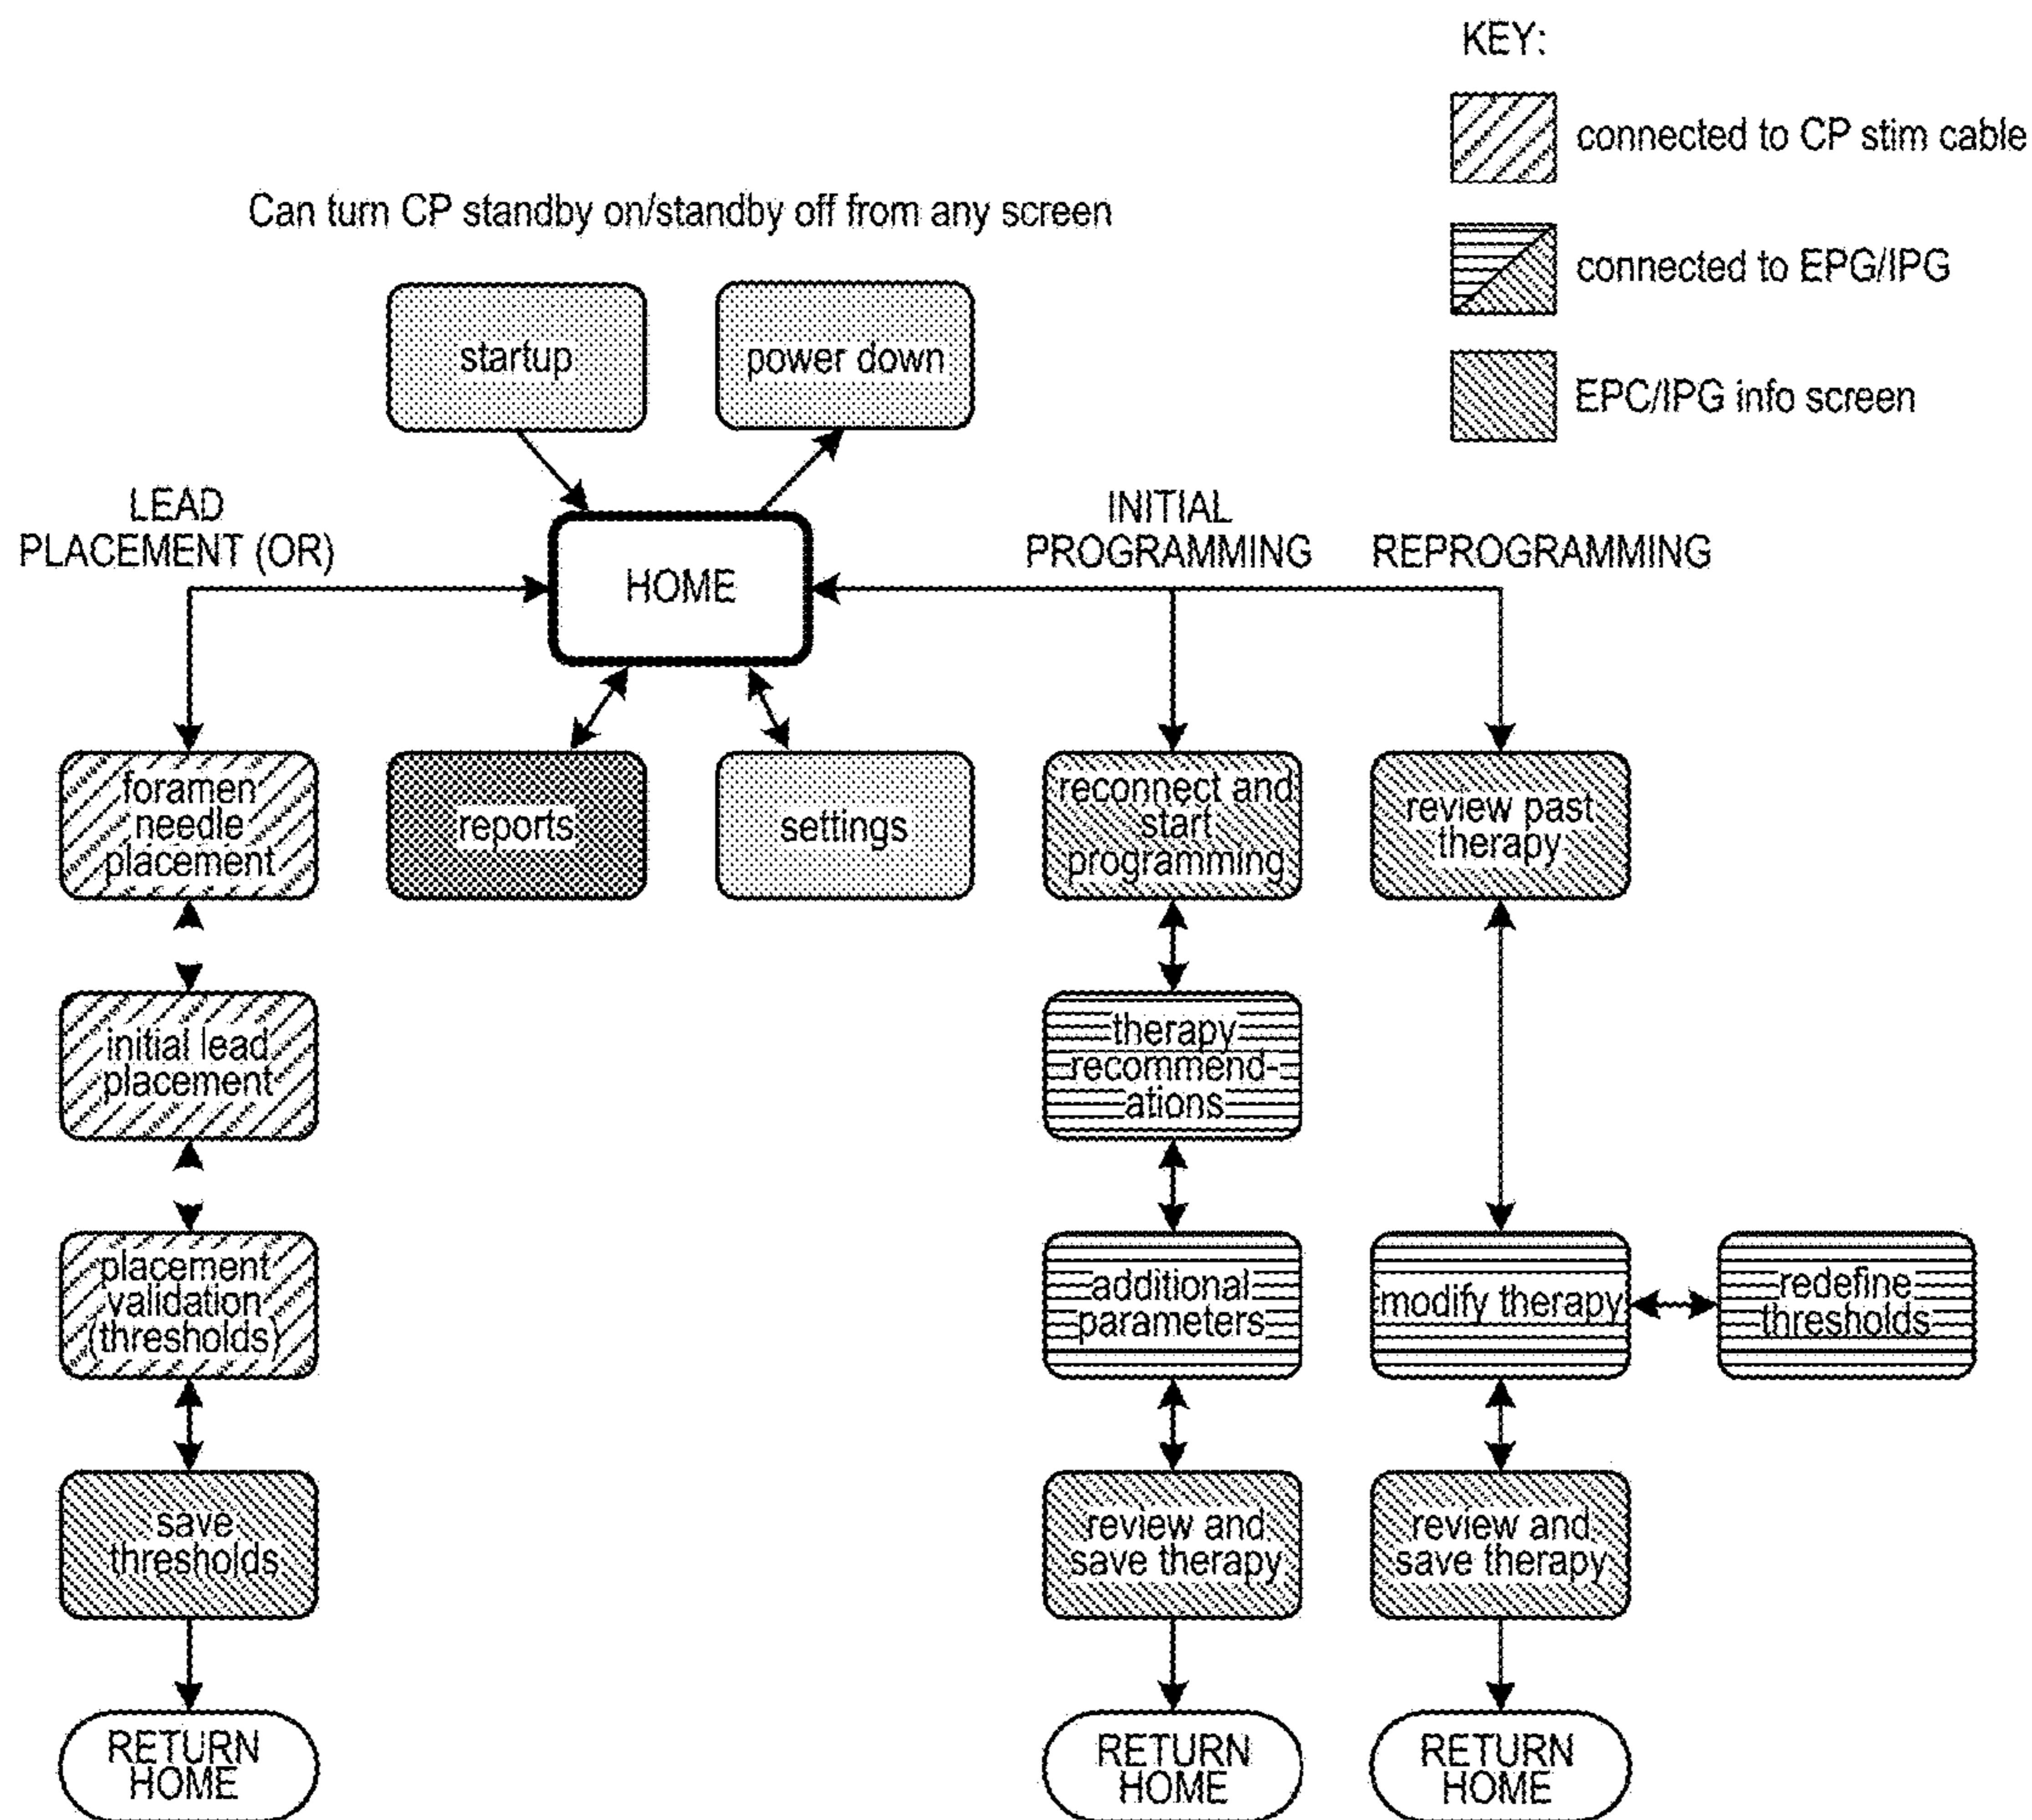 KEY:
connected to CP stim cable
connected to EPG/IPG
EPC/IPG info screen
Can turn CP standby on/standby off from any screen
startup
power down
LEAD
PLACEMENT (OR)
HOME
INITIAL
PROGRAMMING
REPROGRAMMING
foramen
needle
placement
reports
settings
reconnect and
start
programming
review past
therapy
initial lead
placement
therapy
recommend-
ations
placement
validation
(thresholds)
additional
parameters
modify therapy
redefine
thresholds
save
thresholds
review and
save therapy
review and
save therapy
RETURN
HOME
RETURN
HOME
RETURN
HOME